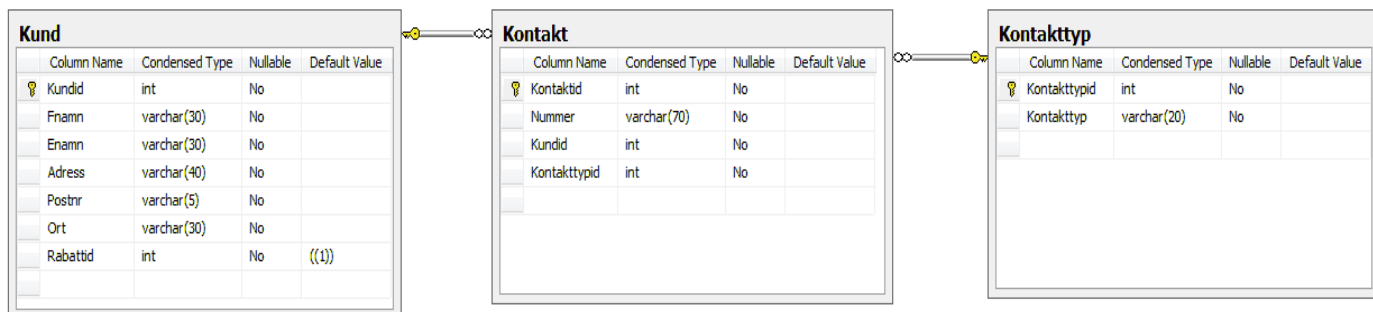 Kund
Column Name Condensed Type Nullable Default Value
Kundid int No
Fnamn varchar(30) No
Enamn varchar(30) No
Adress varchar(40) No
Postnr varchar(5) No
Ort varchar(30) No
Rabattid int No ((1))
Kontakt
Column Name Condensed Type Nullable Default Value
Kontaktid int No
Nummer varchar(70) No
Kundid int No
Kontakttypid int No
Kontakttyp
Column Name Condensed Type Nullable Default Value
Kontakttypid int No
Kontakttyp varchar(20) No